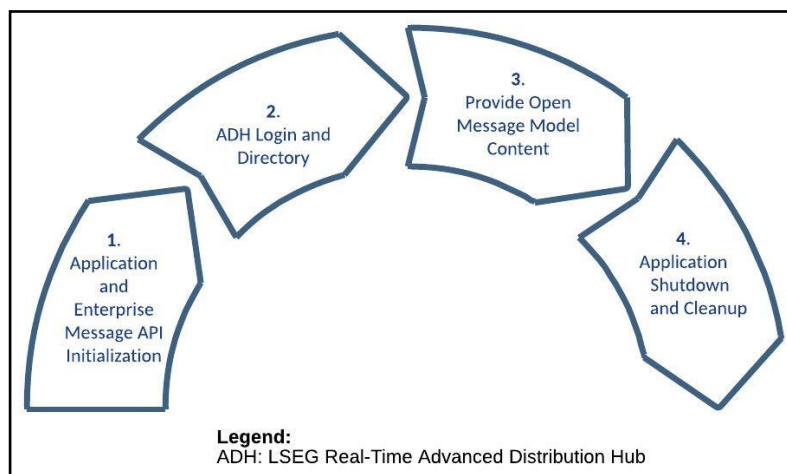 1.
Application
and
Enterprise
Message API
Initialization
2.
ADH Login and
Directory
3.
Provide Open
Message Model
Content
4.
Application
Shutdown
and Cleanup
Legend:
ADH: LSEG Real-Time Advanced Distribution Hub